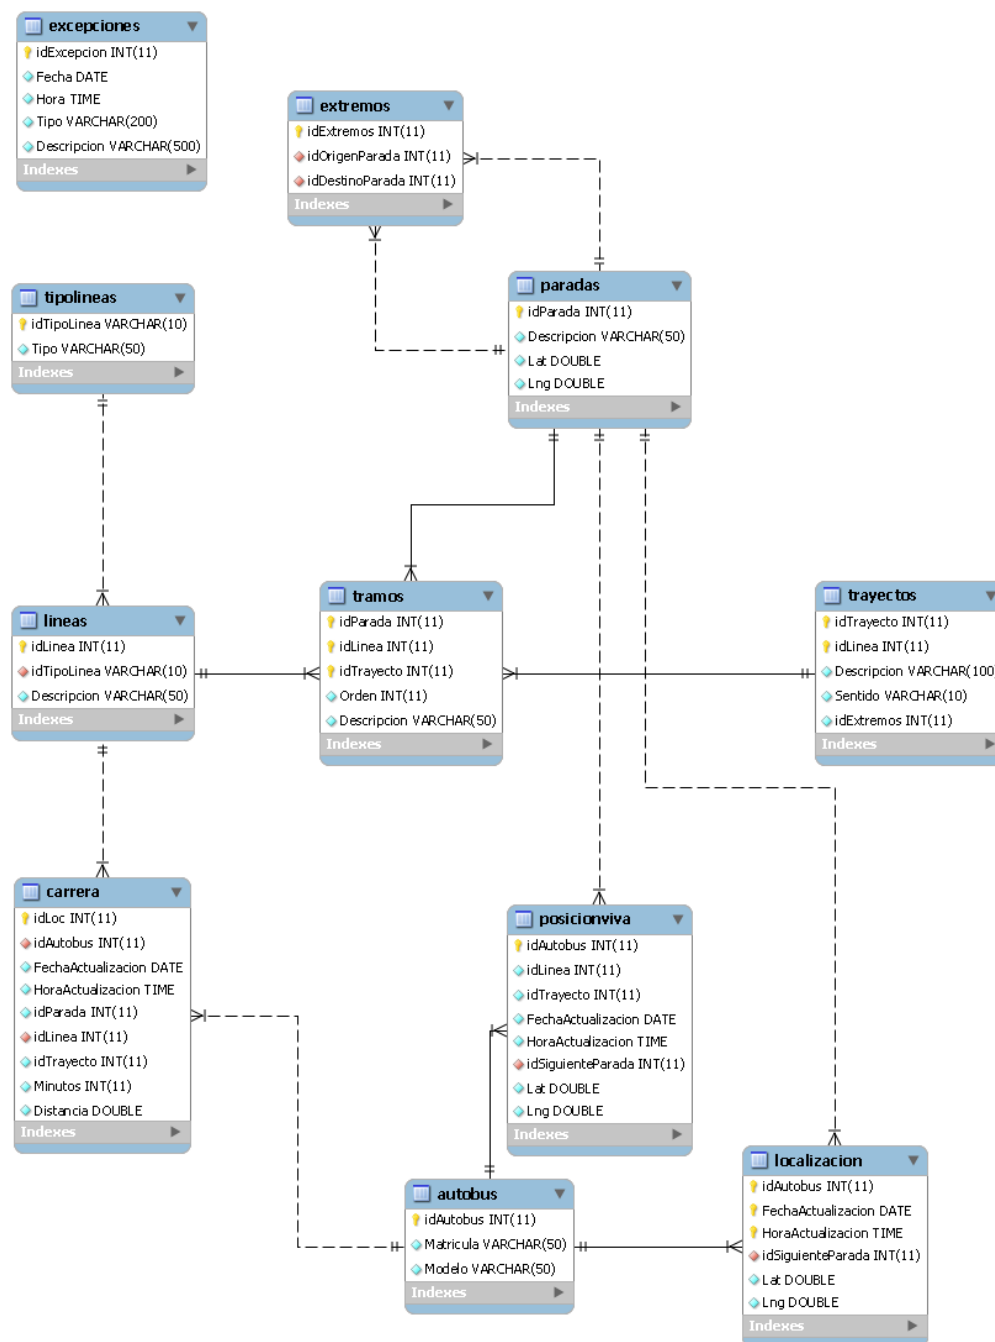 excepciones
idExcepcion INT(11)
Fecha DATE
Hora TIME
Tipo VARCHAR(200)
Descripcion VARCHAR(500)
Indexes
extremos
idExtremos INT(11)
idOrigenParada INT(11)
idDestinoParada INT(11)
Indexes
tipolineas
idTipoLinea VARCHAR(10)
Tipo VARCHAR(50)
Indexes
paradas
idParada INT(11)
Descripcion VARCHAR(50)
Lat DOUBLE
Lng DOUBLE
Indexes
lineas
idLinea INT(11)
idTipoLinea VARCHAR(10)
Descripcion VARCHAR(50)
Indexes
tramos
idParada INT(11)
idLinea INT(11)
idTrayecto INT(11)
Orden INT(11)
Descripcion VARCHAR(50)
Indexes
trayectos
idTrayecto INT(11)
idLinea INT(11)
Descripcion VARCHAR(100)
Sentido VARCHAR(10)
idExtremos INT(11)
Indexes
carrera
idLoc INT(11)
idAutobus INT(11)
FechaActualizacion DATE
HoraActualizacion TIME
idParada INT(11)
idLinea INT(11)
idTrayecto INT(11)
Minutos INT(11)
Distancia DOUBLE
Indexes
posicionviva
idAutobus INT(11)
idLinea INT(11)
idTrayecto INT(11)
FechaActualizacion DATE
HoraActualizacion TIME
idSiguienteParada INT(11)
Lat DOUBLE
Lng DOUBLE
Indexes
autobus
idAutobus INT(11)
Matricula VARCHAR(50)
Modelo VARCHAR(50)
Indexes
localizacion
idAutobus INT(11)
FechaActualizacion DATE
HoraActualizacion TIME
idSiguienteParada INT(11)
Lat DOUBLE
Lng DOUBLE
Indexes